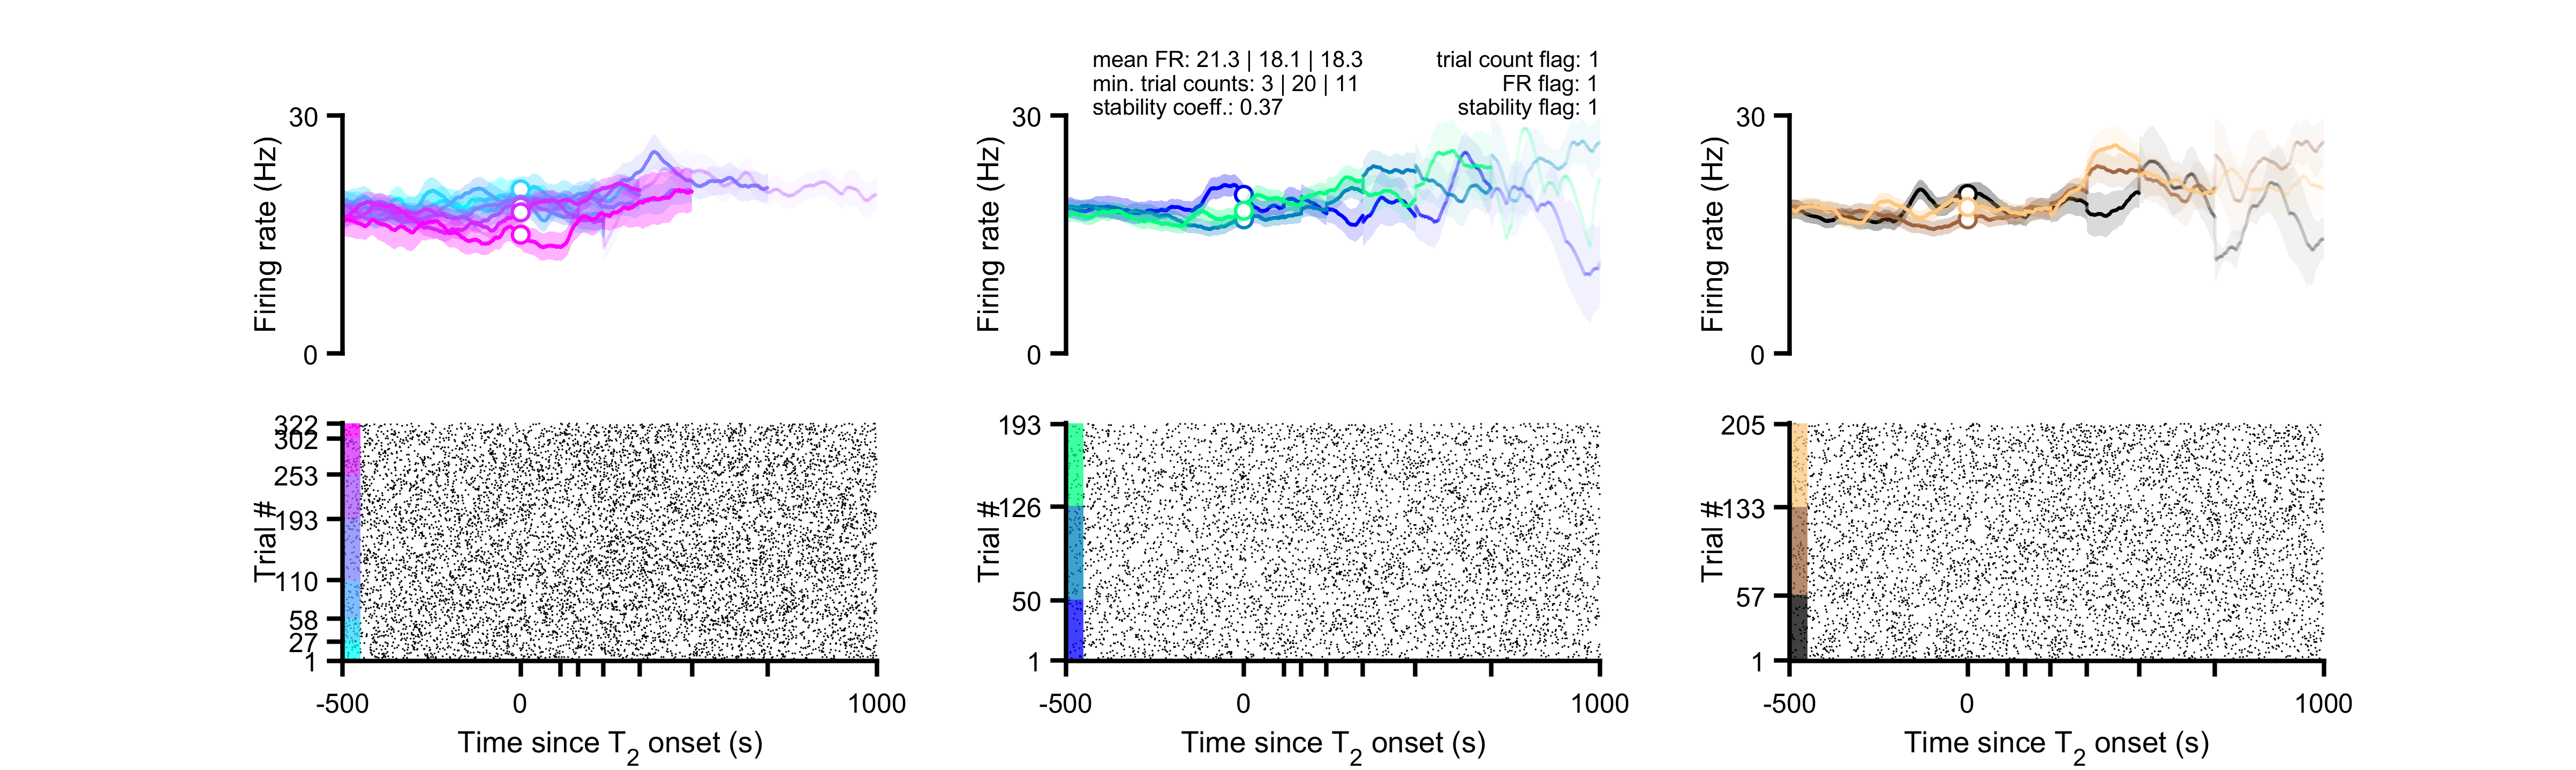 mean FR: 21.3 | 18.1 | 18.3
min. trial counts: 3 | 20 | 11
stability coeff.: 0.37
trial count flag: 1
FR flag: 1
stability flag: 1
30
0
Firing rate (Hz)
30
0
Firing rate (Hz)
30
0
Firing rate (Hz)
322
302
253
193
110
58
27
1
Trial #
-500
0
1000
Time since T2 onset (s)
193
126
50
1
Trial #
-500
0
1000
Time since T2 onset (s)
205
133
57
1
Trial #
-500
0
1000
Time since T2 onset (s)